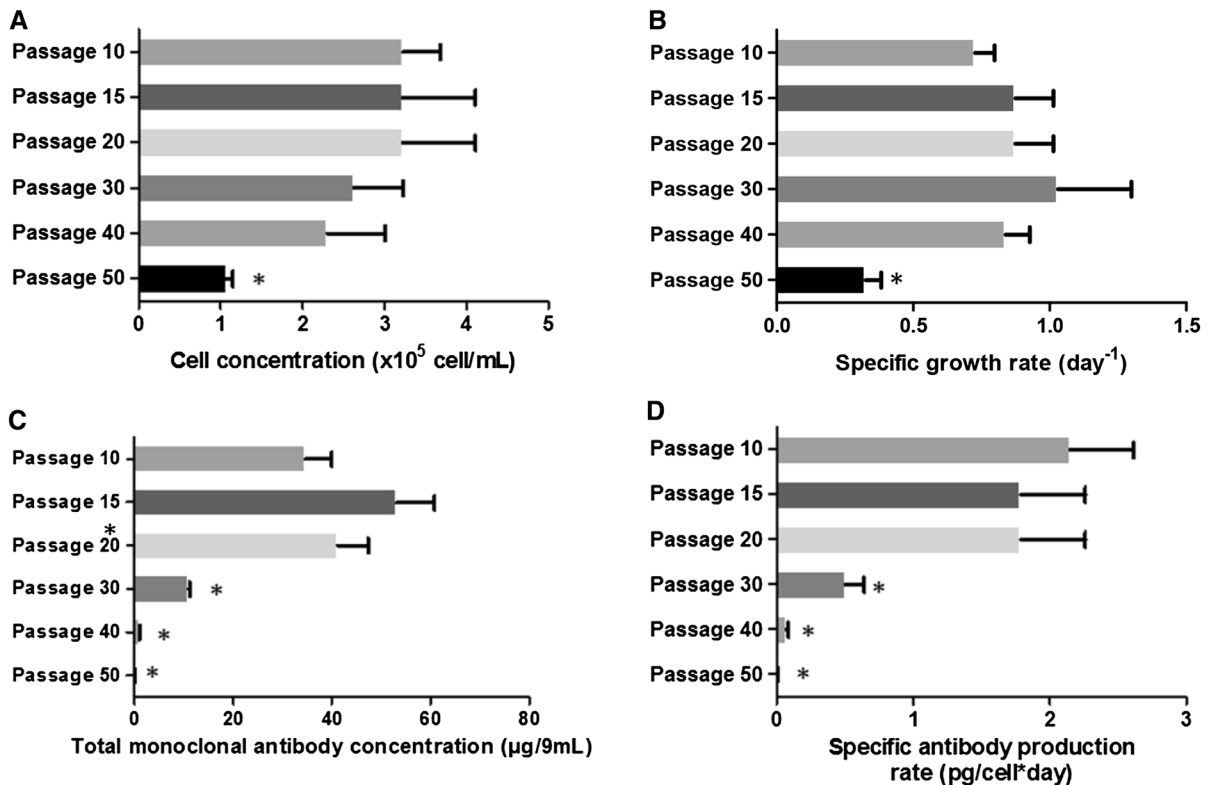 A
Passage 10
Passage 15
Passage 20
Passage 30
Passage 40
Passage 50
*
0 1 2 3 4 5
Cell concentration (x10⁵ cell/mL)
B
Passage 10
Passage 15
Passage 20
Passage 30
Passage 40
Passage 50
*
0.0 0.5 1.0 1.5
Specific growth rate (day⁻¹)
C
Passage 10
Passage 15
*
Passage 20
Passage 30
*
Passage 40
*
Passage 50
*
0 20 40 60 80
Total monoclonal antibody concentration (µg/9mL)
D
Passage 10
Passage 15
Passage 20
Passage 30
*
Passage 40
*
Passage 50
*
0 1 2 3
Specific antibody production
rate (pg/cell*day)